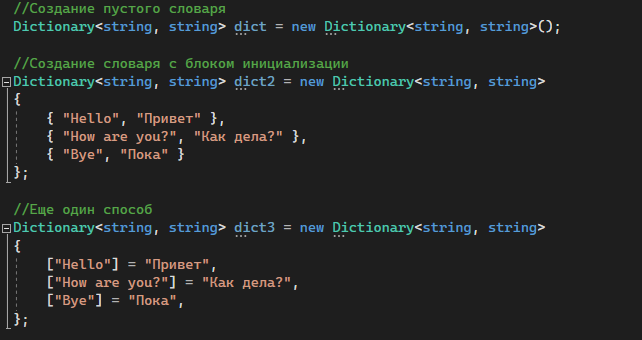 //Создание пустого словаря
Dictionary<string, string> dict = new Dictionary<string, string>();
//Создание словаря с блоком инициализации
Dictionary<string, string> dict2 = new Dictionary<string, string>
{
{ "Hello", "Привет" },
{ "How are you?", "Как дела?" },
{ "Bye", "Пока" }
};
//Еще один способ
Dictionary<string, string> dict3 = new Dictionary<string, string>
{
["Hello"] = "Привет",
["How are you?"] = "Как дела?",
["Bye"] = "Пока",
};